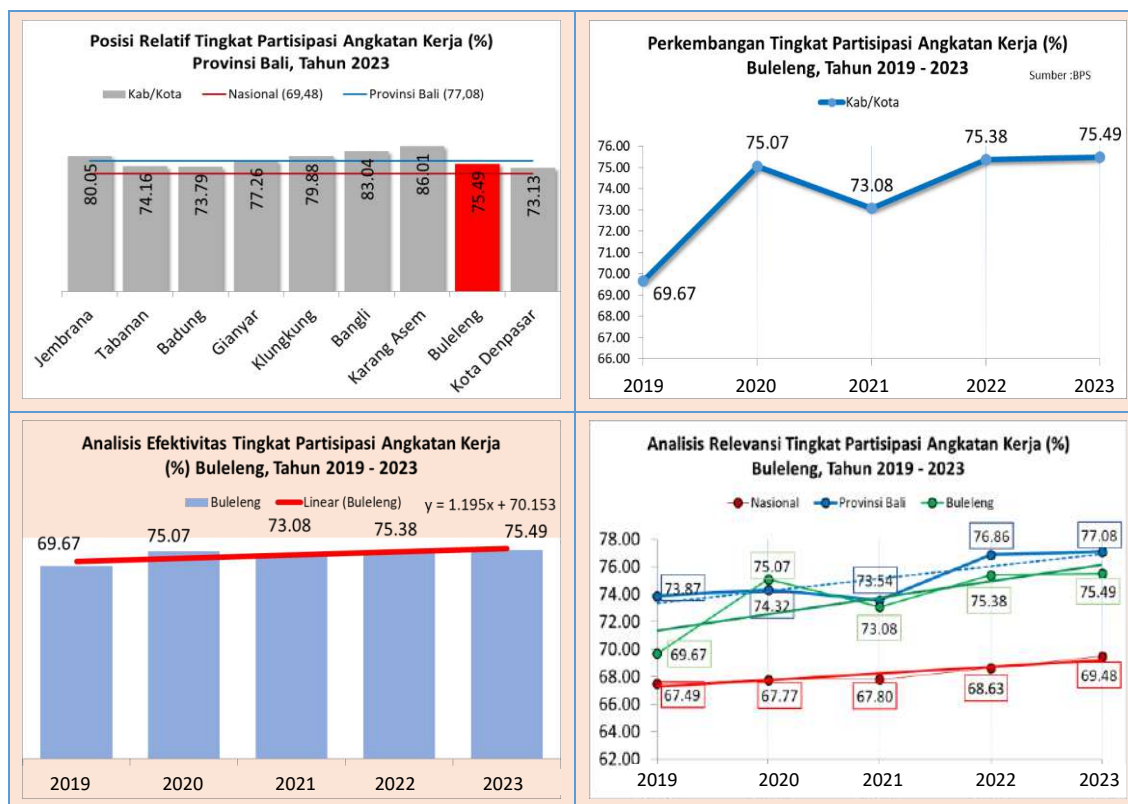 Posisi Relatif Tingkat Partisipasi Angkatan Kerja (%)
Provinsi Bali, Tahun 2023
Kab/Kota Nasional (69,48) Provinsi Bali (77,08)
80.05 74.16 73.79 77.26 79.88 83.04 86.01 75.49 73.13
Jembrana Tabanan Badung Gianyar Klungkung Bangli Karang Asem Buleleng Kota Denpasar
Perkembangan Tingkat Partisipasi Angkatan Kerja (%)
Buleleng, Tahun 2019 - 2023
Sumber :BPS
Kab/Kota
76.00
75.00
74.00
73.00
72.00
71.00
70.00
69.00
68.00
67.00
66.00
69.67 75.07 73.08 75.38 75.49
2019 2020 2021 2022 2023
Analisis Efektivitas Tingkat Partisipasi Angkatan Kerja
(%) Buleleng, Tahun 2019 - 2023
Buleleng Linear (Buleleng) y = 1.195x + 70.153
69.67 75.07 73.08 75.38 75.49
2019 2020 2021 2022 2023
Analisis Relevansi Tingkat Partisipasi Angkatan Kerja (%)
Buleleng, Tahun 2019 - 2023
Nasional Provinsi Bali Buleleng
78.00
76.00
74.00
72.00
70.00
68.00
66.00
64.00
62.00
73.87 74.32 73.54 76.86 77.08
69.67 75.07 73.08 75.38 75.49
67.49 67.77 67.80 68.63 69.48
2019 2020 2021 2022 2023